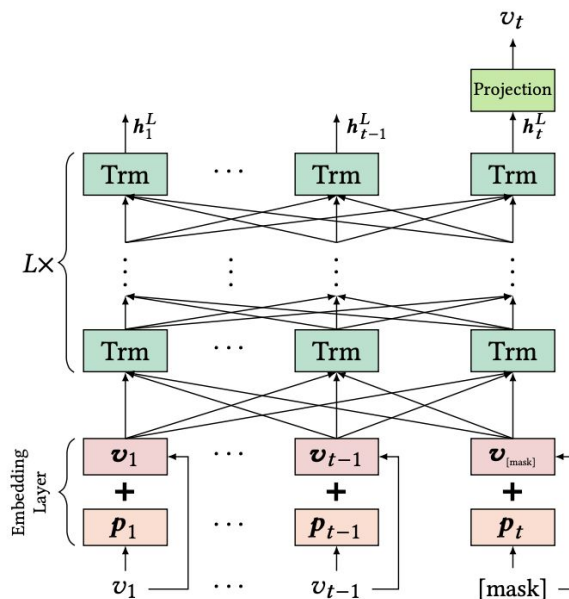 v_t
Projection
h_1^L h_{t-1}^L h_t^L
Trm ··· Trm Trm
L×
Trm ··· Trm Trm
Embedding
Layer
v_1 ··· v_{t-1} v_{[mask]}
+ + +
p_1 ··· p_{t-1} p_t
v_1 ··· v_{t-1} [mask]